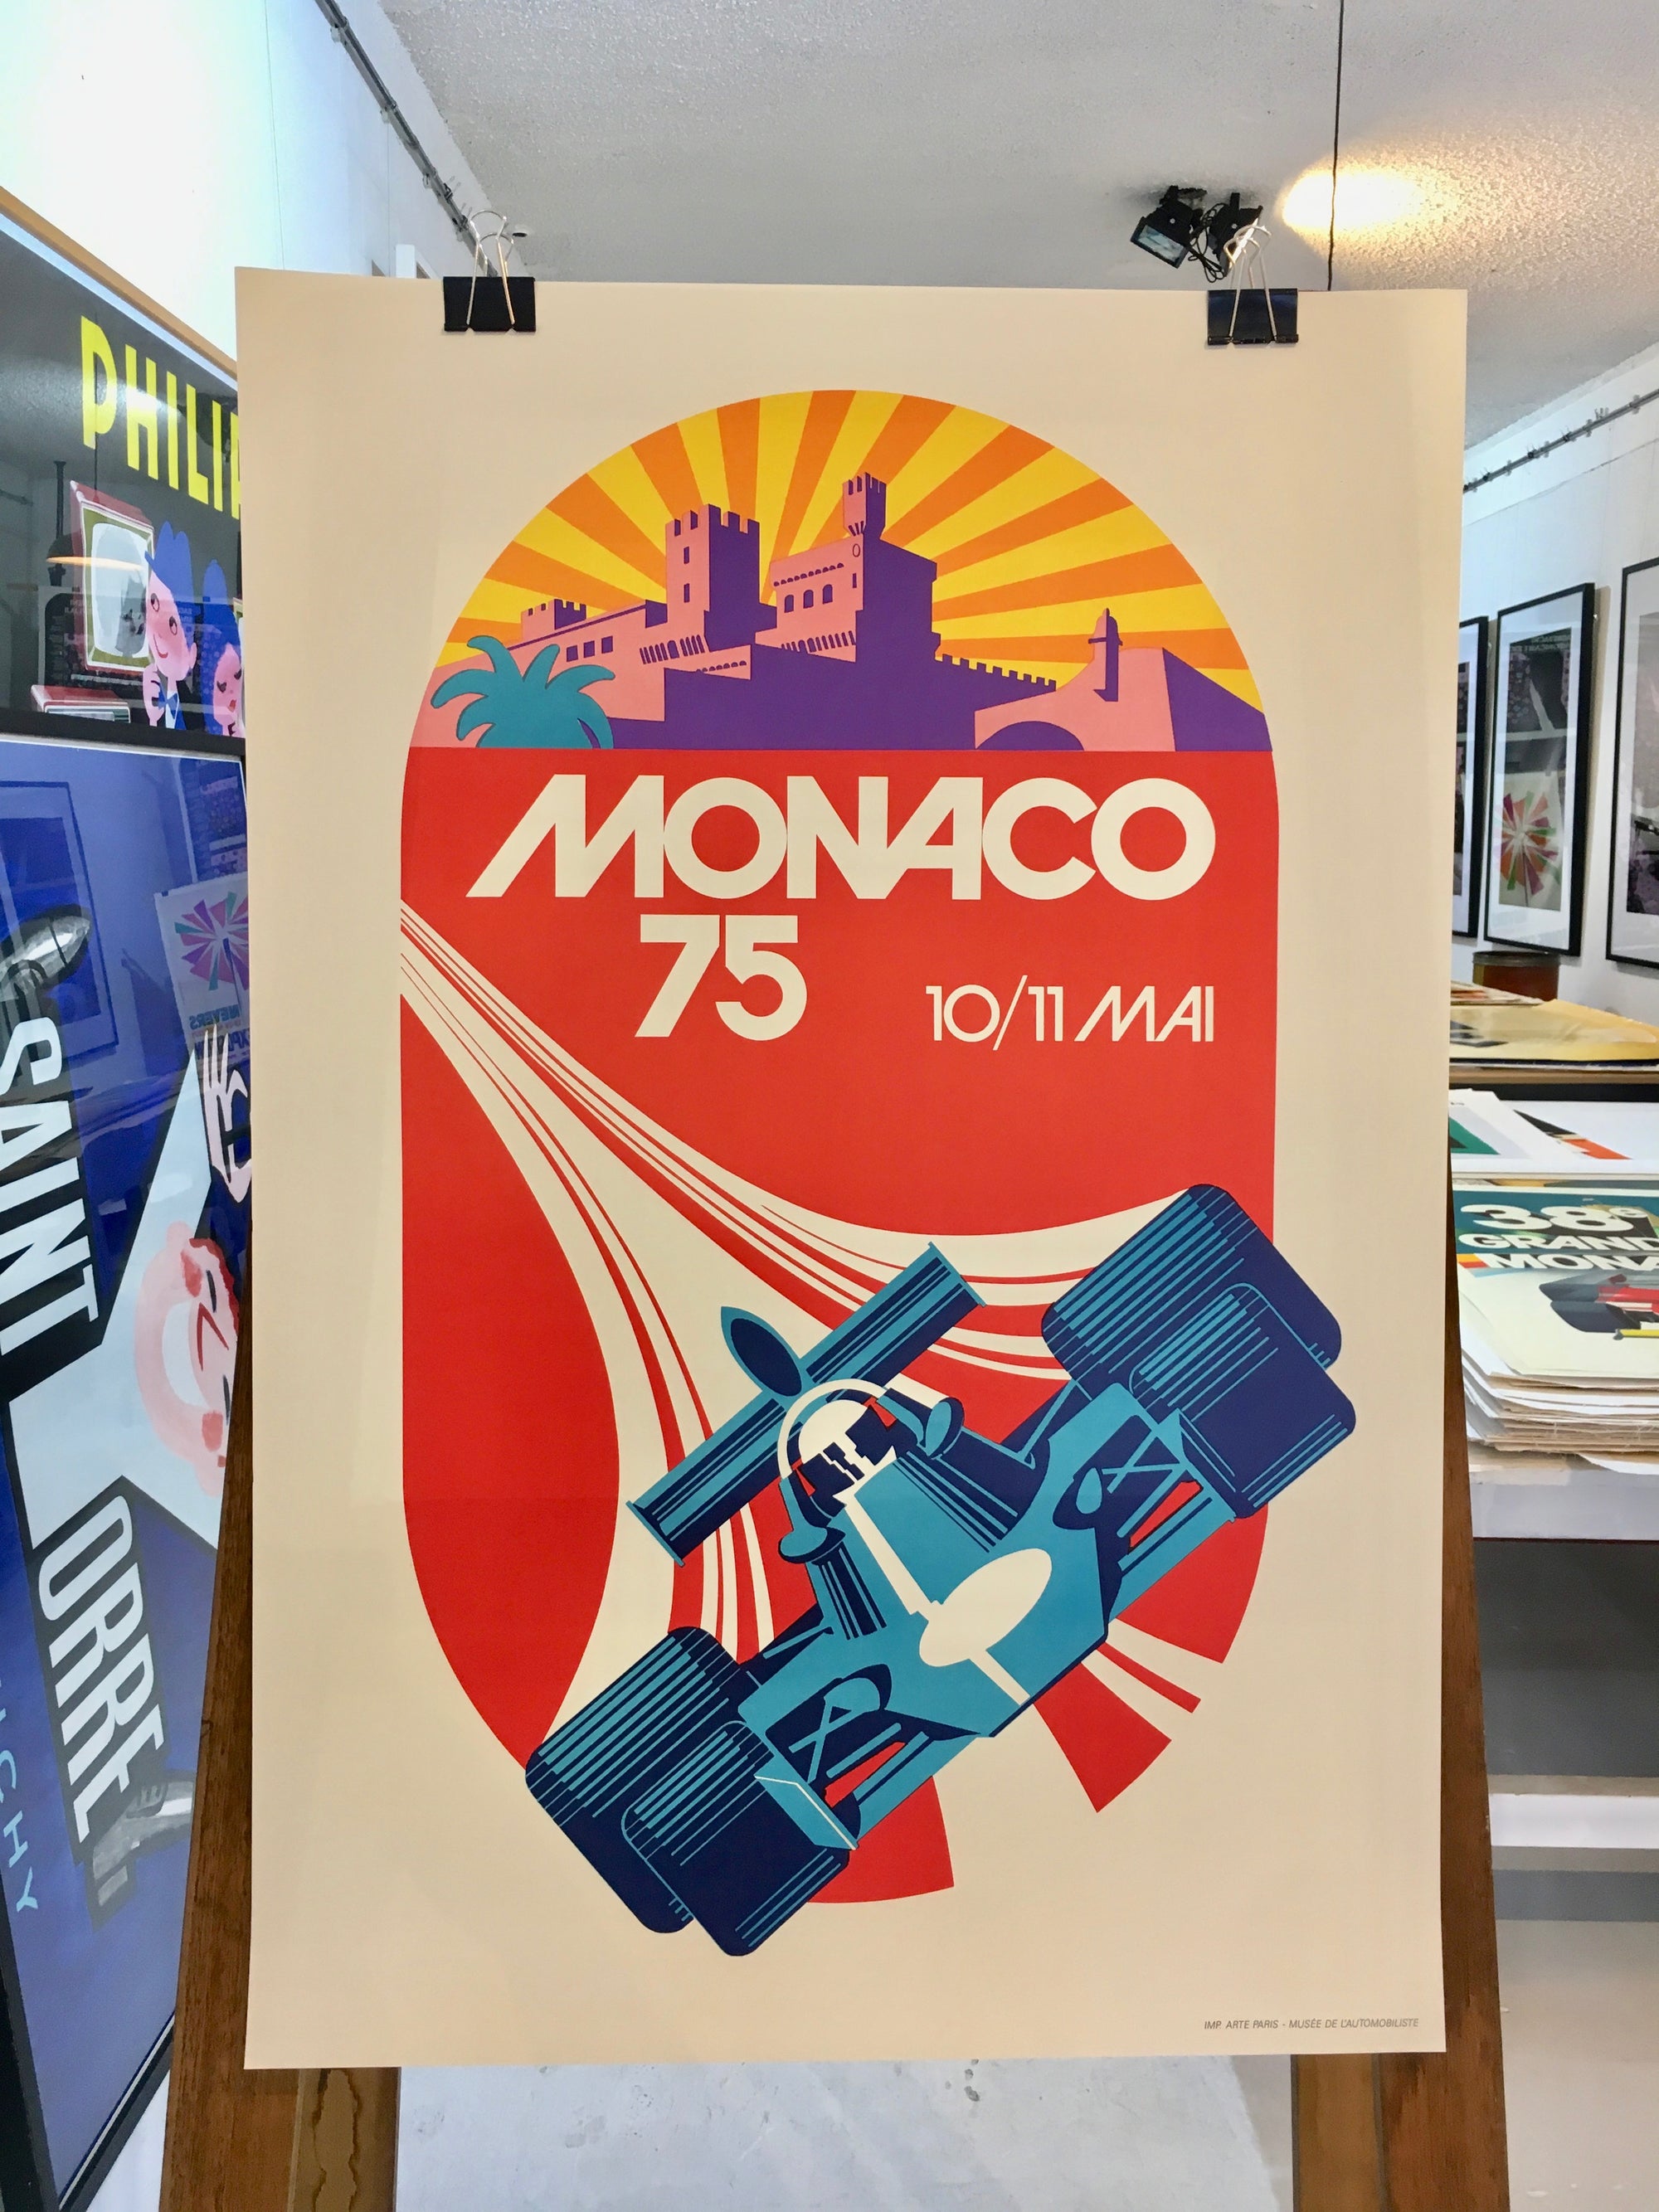 MONACO
75
10/11 MAI
IMP. ARTE PARIS - MUSÉE DE L'AUTOMOBILISTE
PHILI
SAINT
ORRE
38e
GRAND
MONA